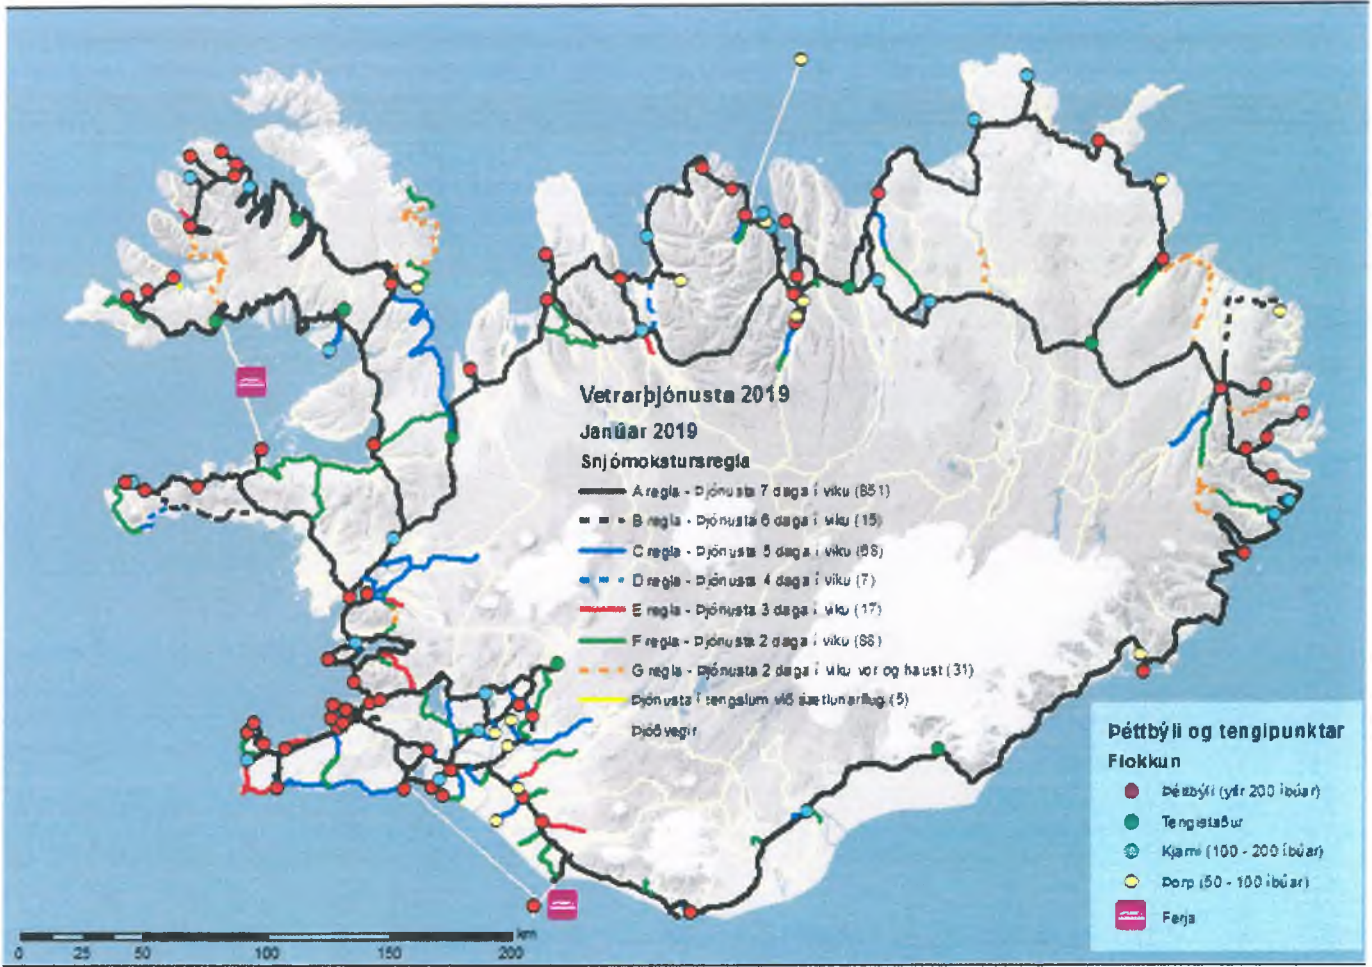 Vetrarþjónusta 2019
Janúar 2019
Snjómokstursregla
A regla - Þjónusta 7 daga í viku (851)
B regla - Þjónusta 6 daga í viku (15)
C regla - Þjónusta 5 daga í viku (58)
D regla - Þjónusta 4 daga í viku (7)
E regla - Þjónusta 3 daga í viku (17)
F regla - Þjónusta 2 daga í viku (88)
G regla - Þjónusta 2 daga í viku vor og haust (31)
Þjónusta í tengslum við áætlunarflug (5)
Þjóðvegir
Þéttbýli og tengipunktar
Flokkun
Þéttbýli (yfir 200 íbúar)
Tengistaður
Kjarni (100 - 200 íbúar)
Þorp (50 - 100 íbúar)
Ferja
km
0 25 50 100 150 200